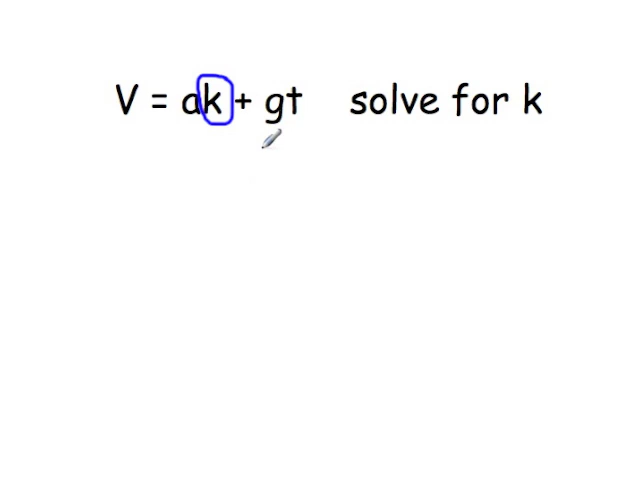 V = ak + gt solve for k